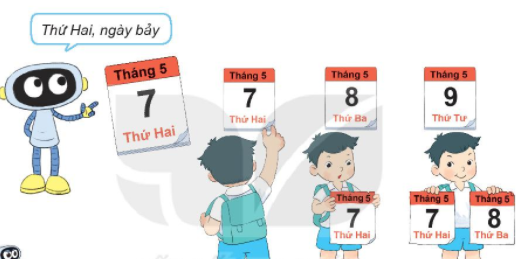 Thứ Hai, ngày bảy
Tháng 5
7
Thứ Hai
Tháng 5
7
Thứ Hai
Tháng 5
8
Thứ Ba
Tháng 5
9
Thứ Tư
Tháng 5
7
Thứ Hai
Tháng 5
7
Thứ Hai
Tháng 5
8
Thứ Ba